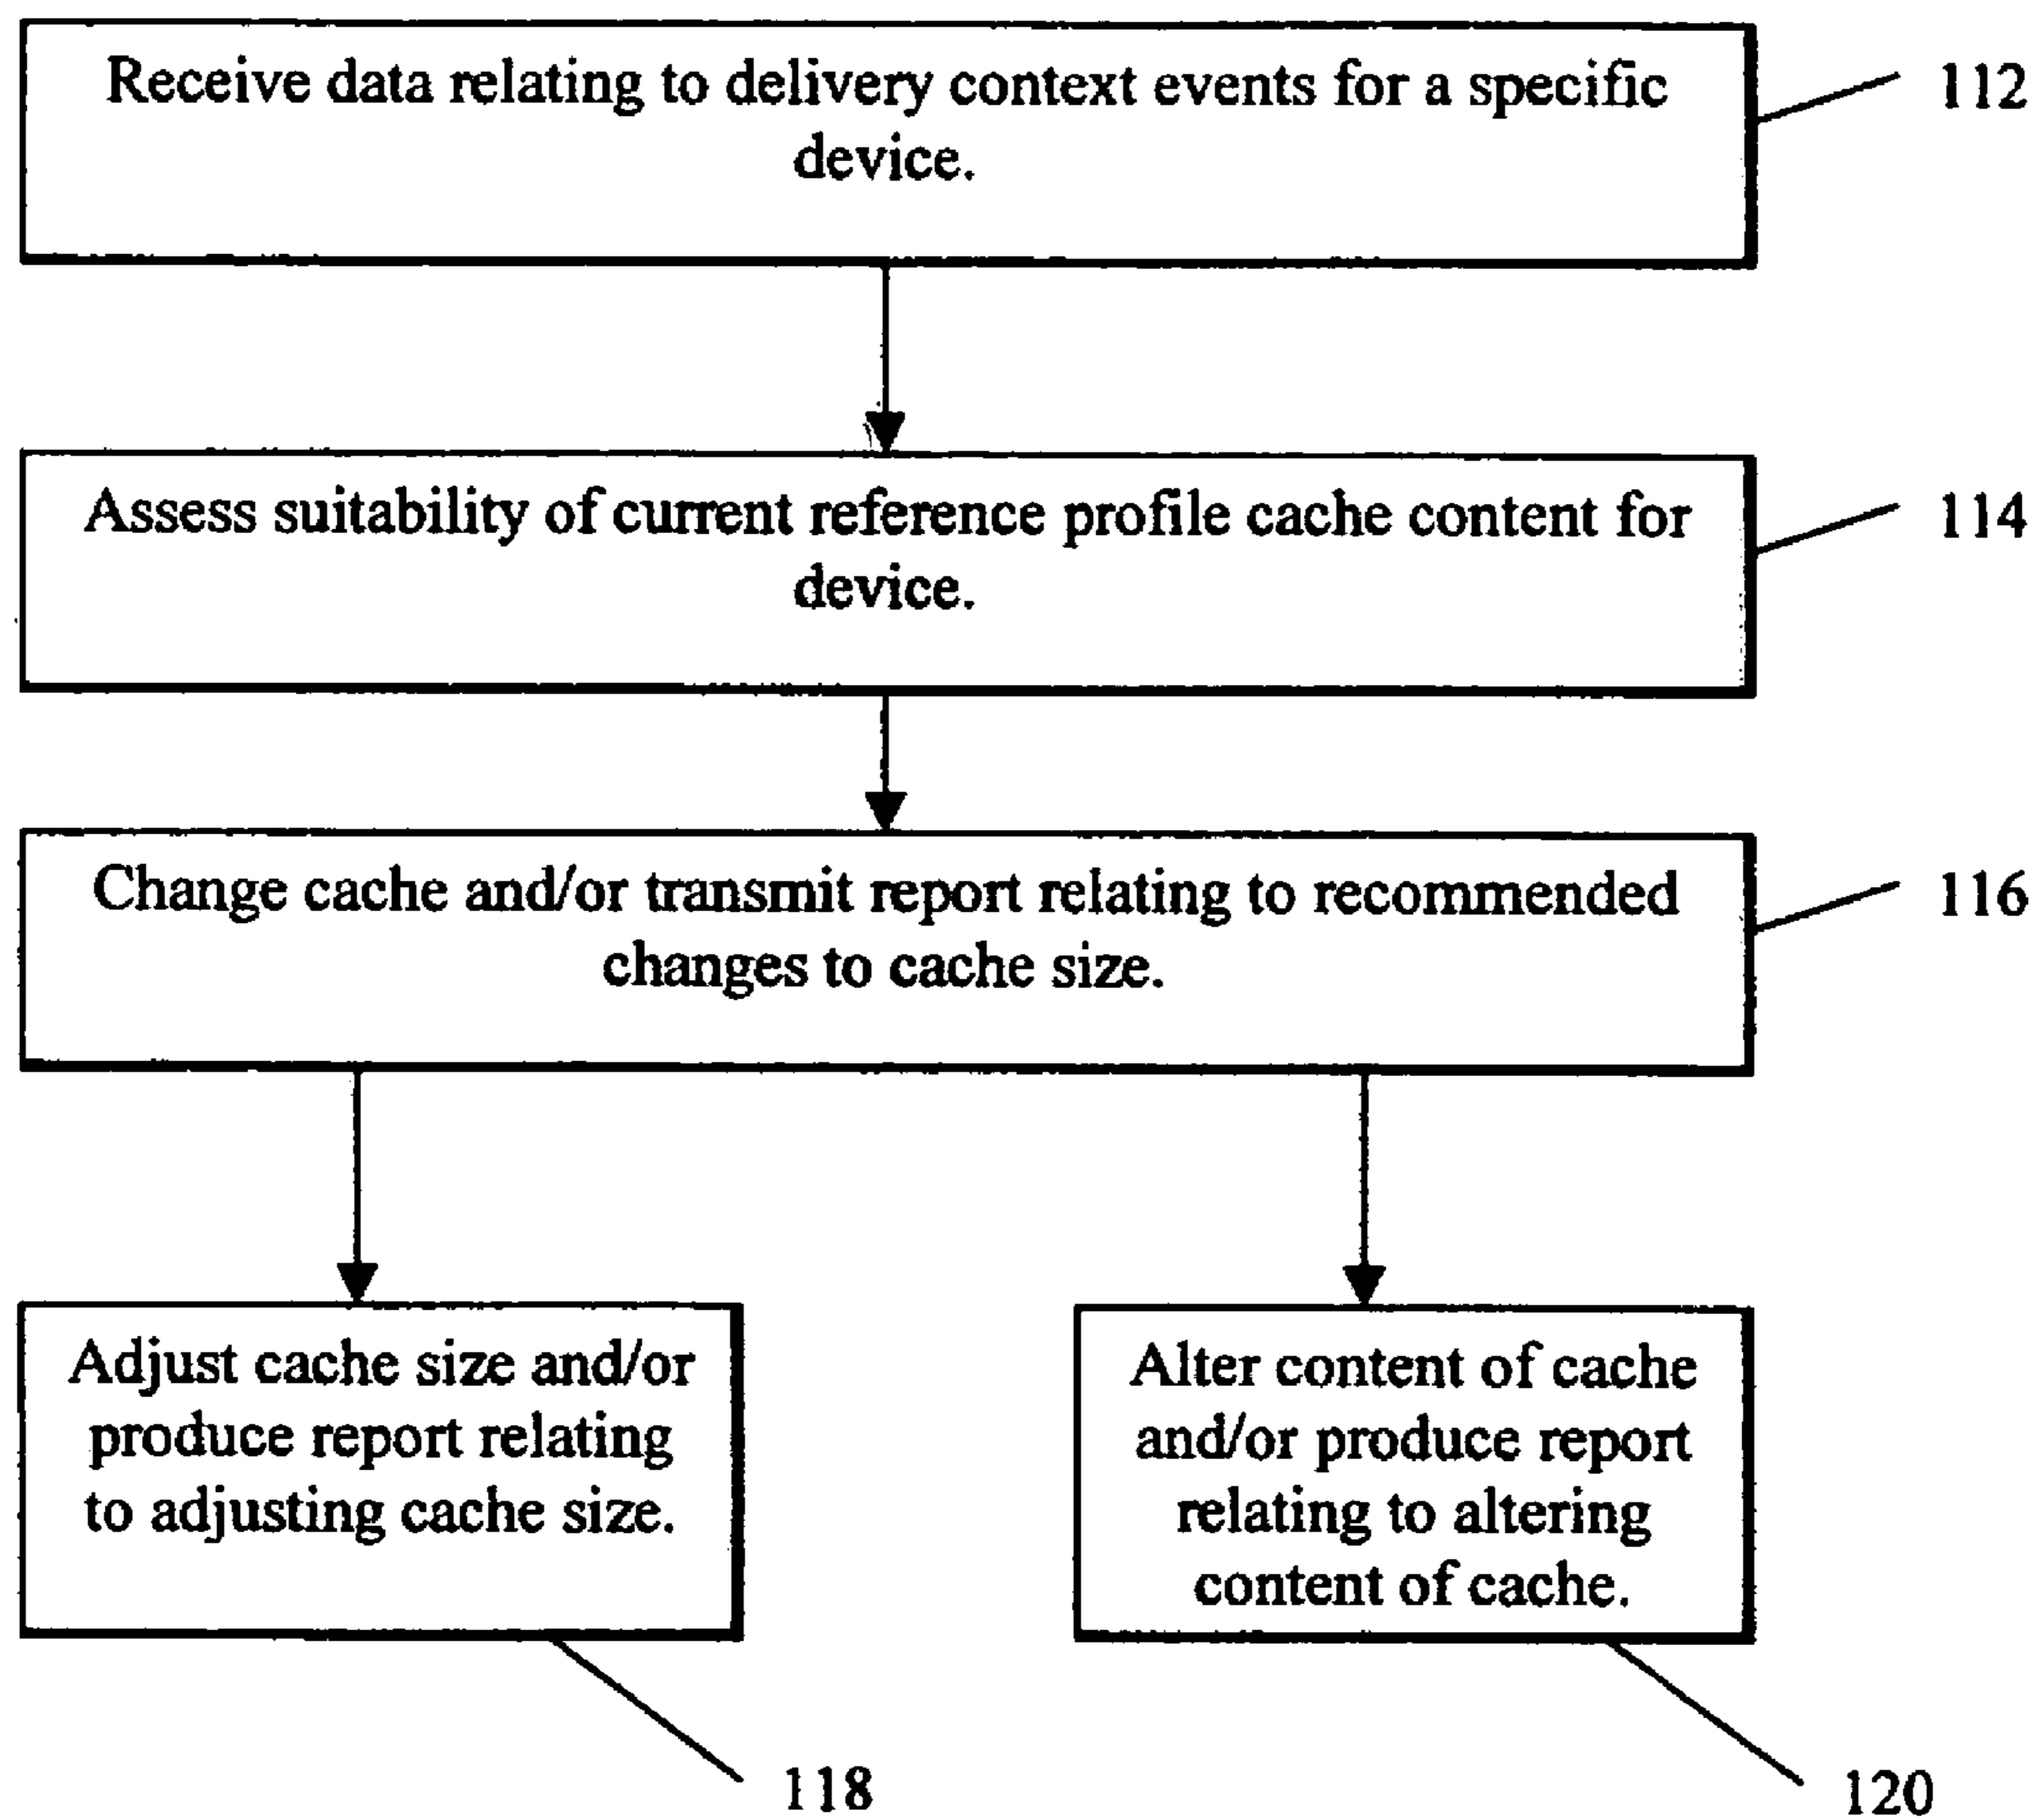 Receive data relating to delivery context events for a specific
device.
112
Assess suitability of current reference profile cache content for
device.
114
Change cache and/or transmit report relating to recommended
changes to cache size.
116
Adjust cache size and/or
produce report relating
to adjusting cache size.
118
Alter content of cache
and/or produce report
relating to altering
content of cache.
120